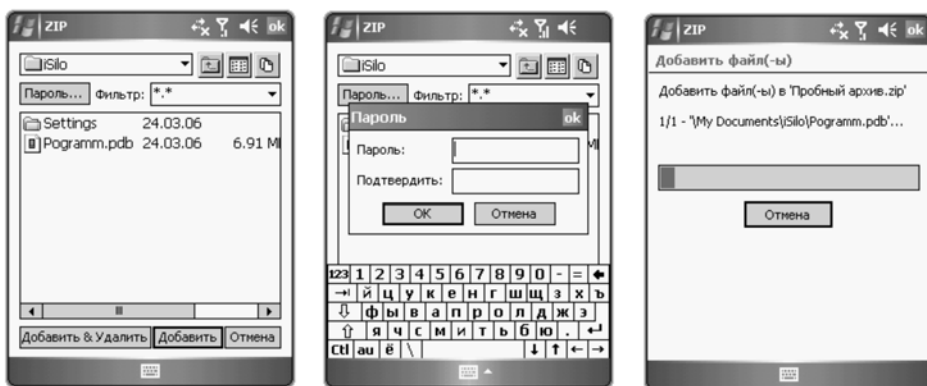 ZIP
ok
iSilo
Пароль...
Фильтр:
*.*
Settings 24.03.06
Pogramm.pdb 24.03.06 6.91 M
Добавить & Удалить
Добавить
Отмена
ZIP
iSilo
Пароль...
Фильтр:
*.*
Пароль
ok
Пароль:
Подтвердить:
OK
Отмена
123 1 2 3 4 5 6 7 8 9 0 - =
й ц у к е н г ш щ з х ъ
ф ы в а п р о л д ж э
я ч с м и т ь б ю .
Ctl au ё \
ZIP
ok
Добавить файл(-ы)
Добавить файл(-ы) в 'Пробный архив.zip'
1/1 - '\My Documents\iSilo\Pogramm.pdb'...
Отмена